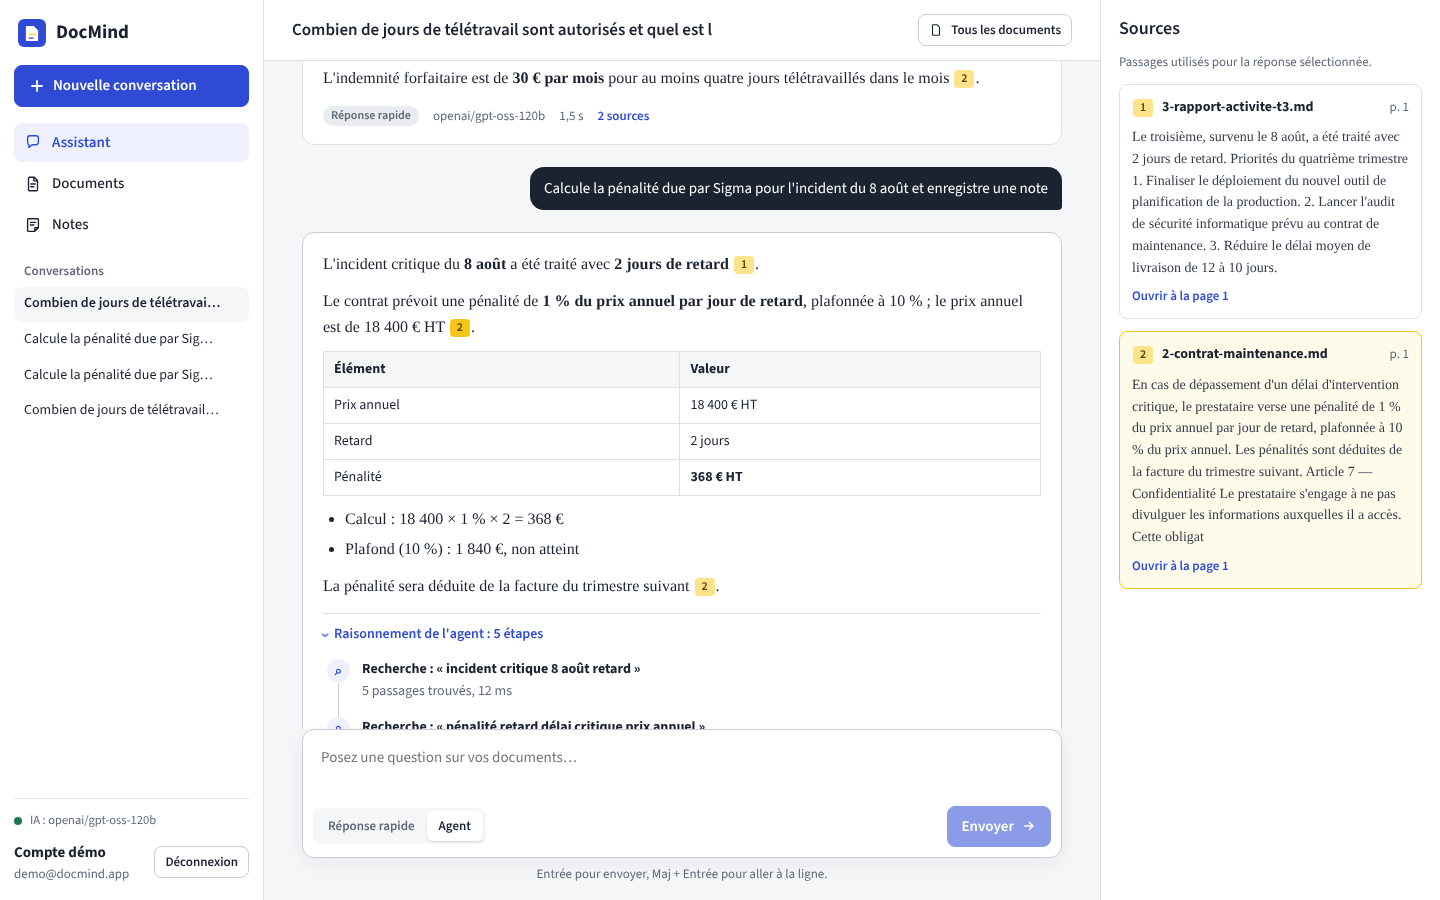 DocMind
Nouvelle conversation
Assistant
Documents
Notes
Conversations
Combien de jours de télétravai…
Calcule la pénalité due par Sig…
Calcule la pénalité due par Sig…
Combien de jours de télétravail…
IA : openai/gpt-oss-120b
Compte démo
demo@docmind.app
Déconnexion
Combien de jours de télétravail sont autorisés et quel est l
Tous les documents
L'indemnité forfaitaire est de 30 € par mois pour au moins quatre jours télétravaillés dans le mois 2 .
Réponse rapide openai/gpt-oss-120b 1,5 s 2 sources
Calcule la pénalité due par Sigma pour l'incident du 8 août et enregistre une note
L'incident critique du 8 août a été traité avec 2 jours de retard 1 .
Le contrat prévoit une pénalité de 1 % du prix annuel par jour de retard, plafonnée à 10 % ; le prix annuel
est de 18 400 € HT 2 .
Élément Valeur
Prix annuel 18 400 € HT
Retard 2 jours
Pénalité 368 € HT
• Calcul : 18 400 × 1 % × 2 = 368 €
• Plafond (10 %) : 1 840 €, non atteint
La pénalité sera déduite de la facture du trimestre suivant 2 .
Raisonnement de l'agent : 5 étapes
Recherche : « incident critique 8 août retard »
5 passages trouvés, 12 ms
Recherche : « pénalité retard délai critique prix annuel »
Posez une question sur vos documents…
Réponse rapide Agent
Envoyer →
Entrée pour envoyer, Maj + Entrée pour aller à la ligne.
Sources
Passages utilisés pour la réponse sélectionnée.
1 3-rapport-activite-t3.md p. 1
Le troisième, survenu le 8 août, a été traité avec
2 jours de retard. Priorités du quatrième trimestre
1. Finaliser le déploiement du nouvel outil de
planification de la production. 2. Lancer l'audit
de sécurité informatique prévu au contrat de
maintenance. 3. Réduire le délai moyen de
livraison de 12 à 10 jours.
Ouvrir à la page 1
2 2-contrat-maintenance.md p. 1
En cas de dépassement d'un délai d'intervention
critique, le prestataire verse une pénalité de 1 %
du prix annuel par jour de retard, plafonnée à 10
% du prix annuel. Les pénalités sont déduites de
la facture du trimestre suivant. Article 7 —
Confidentialité Le prestataire s'engage à ne pas
divulguer les informations auxquelles il a accès.
Cette obligat
Ouvrir à la page 1